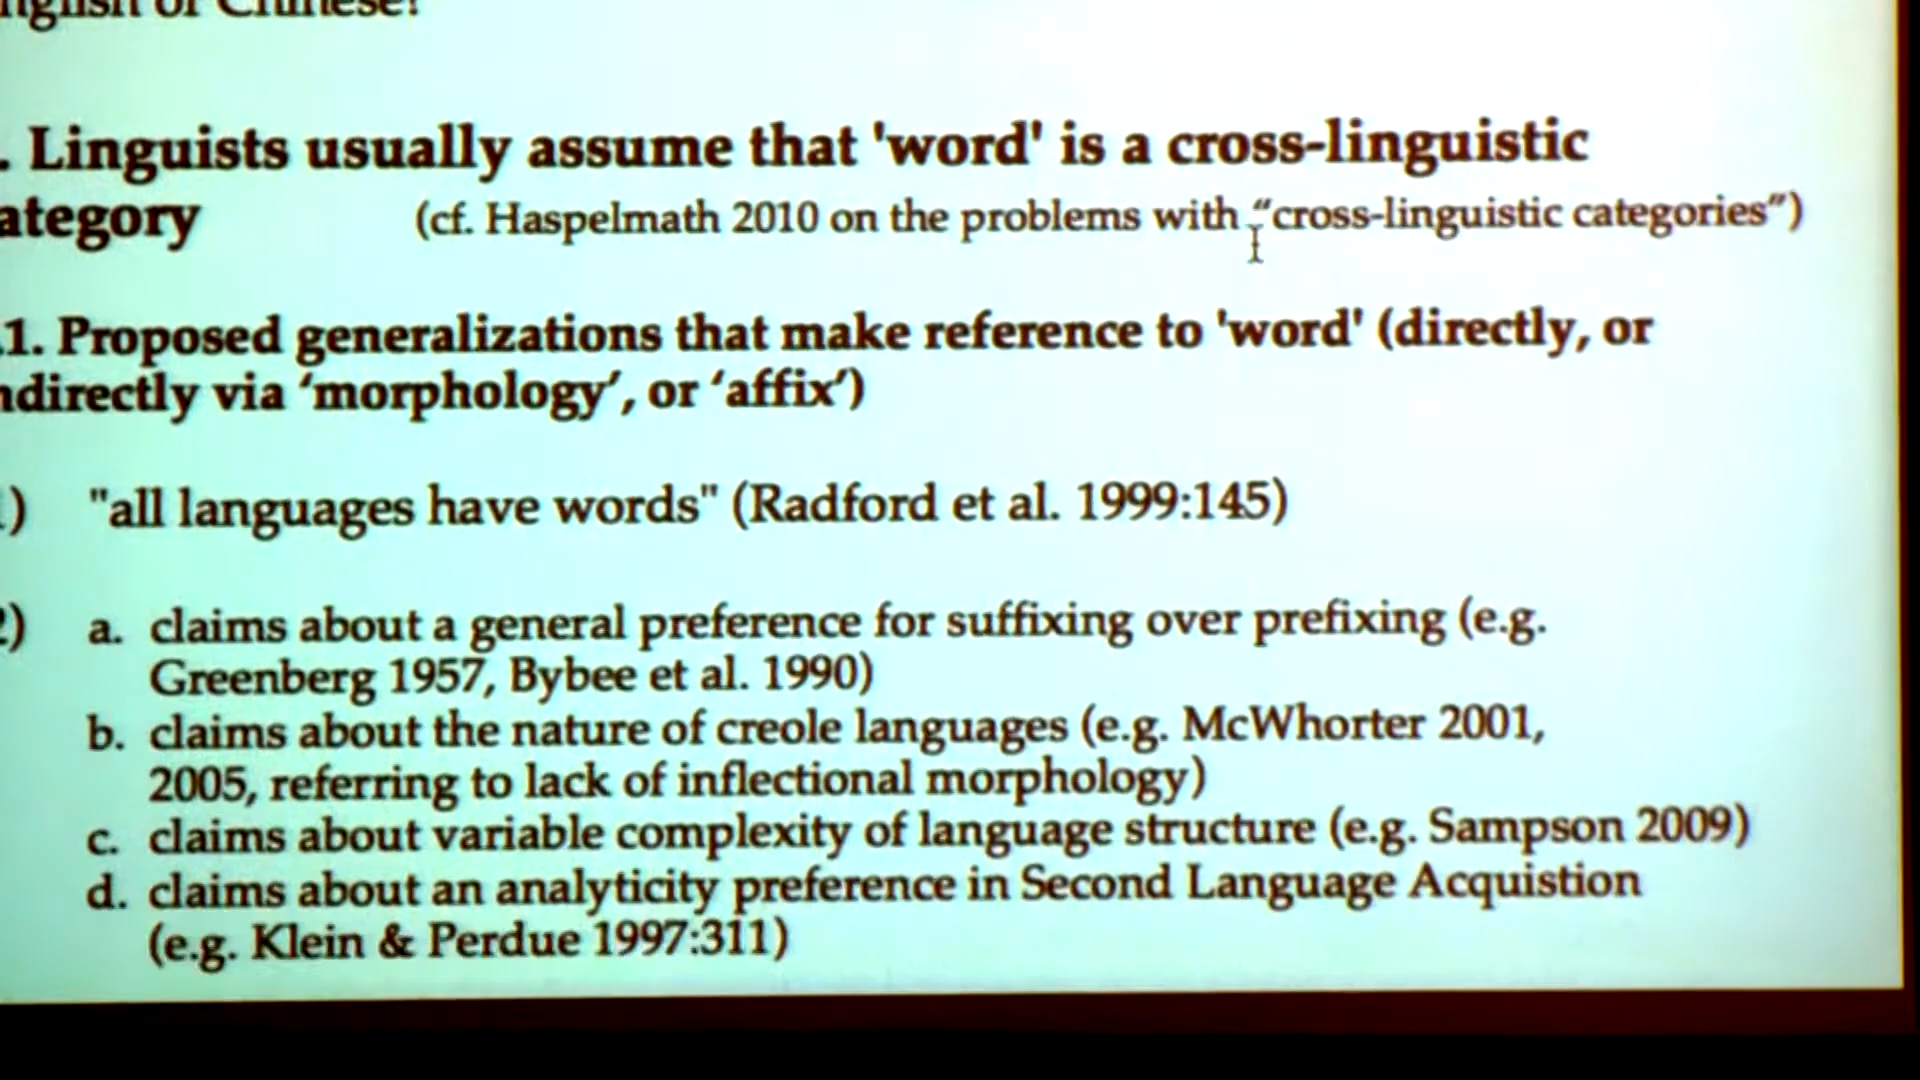 Chinese!
. Linguists usually assume that 'word' is a cross-linguistic
ategory (cf. Haspelmath 2010 on the problems with “cross-linguistic categories”)
.1. Proposed generalizations that make reference to 'word' (directly, or
ndirectly via ‘morphology’, or ‘affix’)
) "all languages have words" (Radford et al. 1999:145)
) a. claims about a general preference for suffixing over prefixing (e.g.
Greenberg 1957, Bybee et al. 1990)
b. claims about the nature of creole languages (e.g. McWhorter 2001,
2005, referring to lack of inflectional morphology)
c. claims about variable complexity of language structure (e.g. Sampson 2009)
d. claims about an analyticity preference in Second Language Acquistion
(e.g. Klein & Perdue 1997:311)